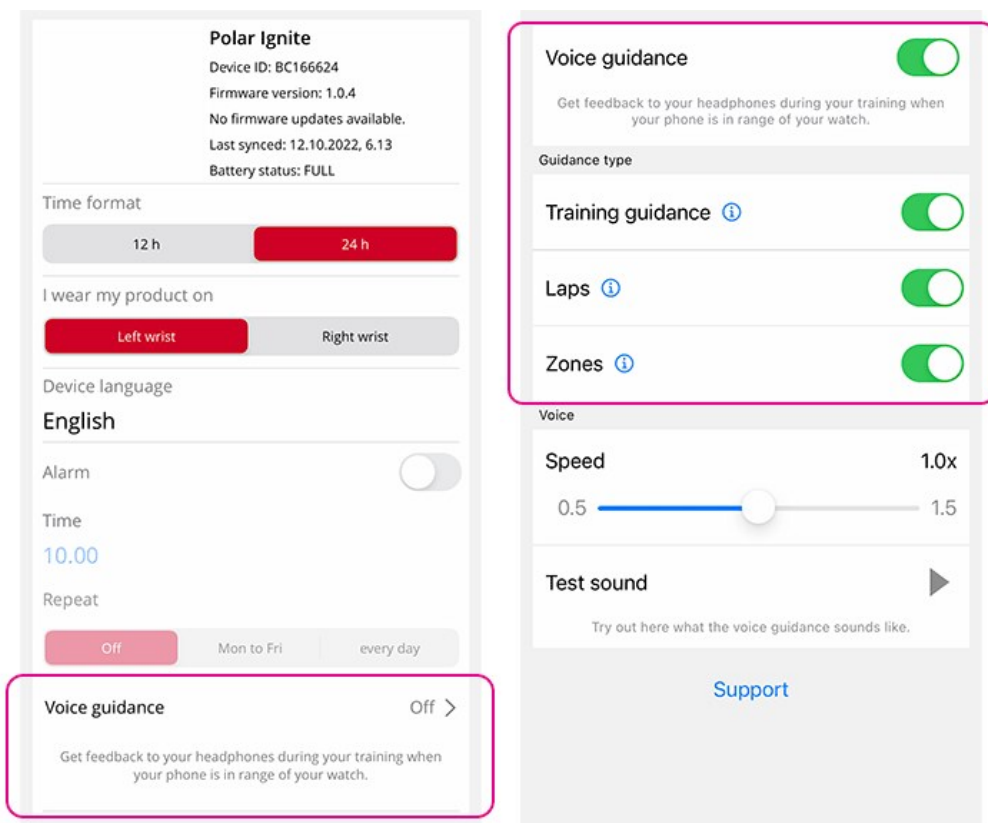 Polar Ignite
Device ID: BC166624
Firmware version: 1.0.4
No firmware updates available.
Last synced: 12.10.2022, 6.13
Battery status: FULL
Time format
12 h
24 h
I wear my product on
Left wrist
Right wrist
Device language
English
Alarm
Time
10.00
Repeat
Off
Mon to Fri
every day
Voice guidance
Off
Get feedback to your headphones during your training when
your phone is in range of your watch.
Voice guidance
Get feedback to your headphones during your training when
your phone is in range of your watch.
Guidance type
Training guidance
Laps
Zones
Voice
Speed
1.0x
0.5
1.5
Test sound
Try out here what the voice guidance sounds like.
Support